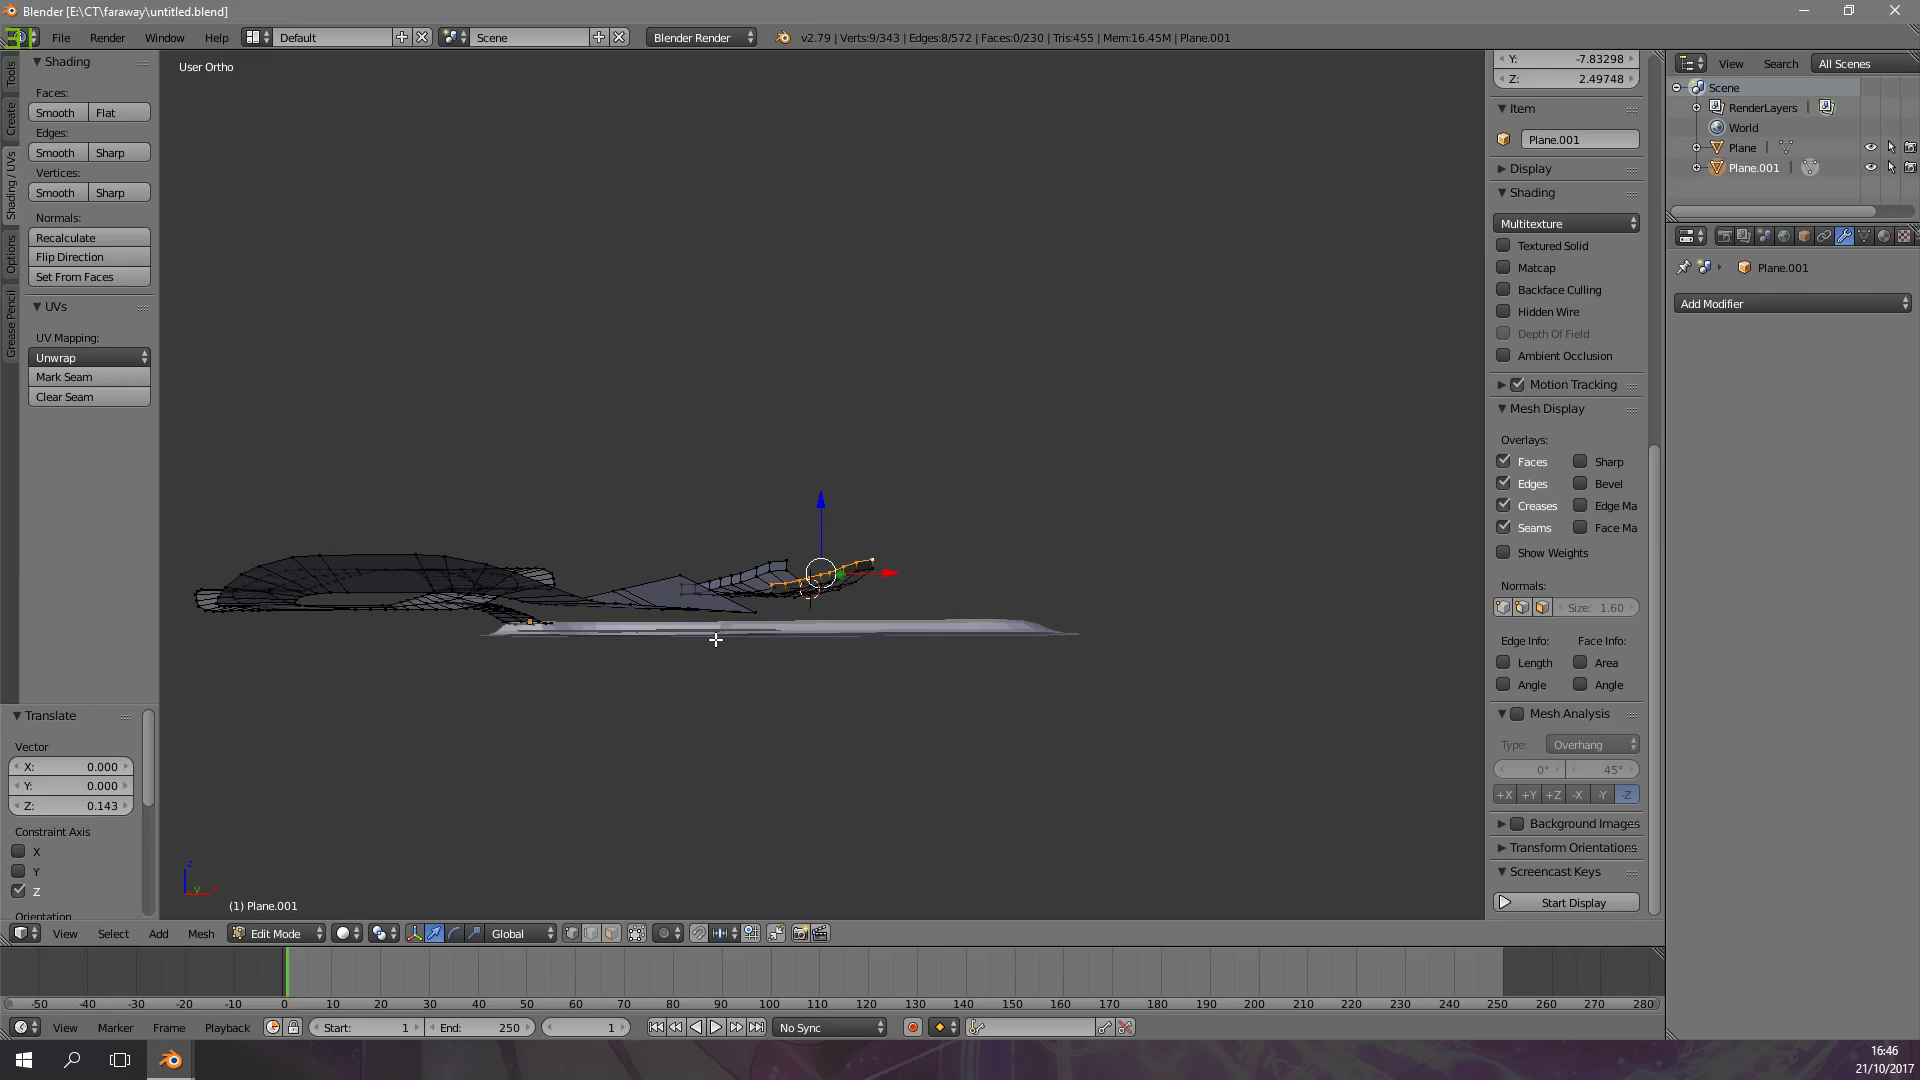 Blender [E:\CT\faraway\untitled.blend]
File Render Window Help Default Scene Blender Render v2.79 | Verts:9/343 | Edges:8/572 | Faces:0/230 | Tris:455 | Mem:16.45M | Plane.001
31
Tools
Create
Shading / UVs
Options
Grease Pencil
Shading
Faces:
Smooth Flat
Edges:
Smooth Sharp
Vertices:
Smooth Sharp
Normals:
Recalculate
Flip Direction
Set From Faces
UVs
UV Mapping:
Unwrap
Mark Seam
Clear Seam
Translate
Vector
X: 0.000
Y: 0.000
Z: 0.143
Constraint Axis
X
Y
Z
Orientation
User Ortho
z
y
x
(1) Plane.001
Y: -7.83298
Z: 2.49748
Item
Plane.001
Display
Shading
Multitexture
Textured Solid
Matcap
Backface Culling
Hidden Wire
Depth Of Field
Ambient Occlusion
Motion Tracking
Mesh Display
Overlays:
Faces Sharp
Edges Bevel
Creases Edge Ma
Seams Face Ma
Show Weights
Normals:
Size: 1.60
Edge Info: Face Info:
Length Area
Angle Angle
Mesh Analysis
Type: Overhang
0° 45°
+X +Y +Z -X -Y -Z
Background Images
Transform Orientations
Screencast Keys
Start Display
View Search All Scenes
Scene
RenderLayers |
World
Plane |
Plane.001 |
Plane.001
Add Modifier
View Select Add Mesh Edit Mode Global
-50 -40 -30 -20 -10 0 10 20 30 40 50 60 70 80 90 100 110 120 130 140 150 160 170 180 190 200 210 220 230 240 250 260 270 280
View Marker Frame Playback Start: 1 End: 250 1 No Sync
16:46
21/10/2017